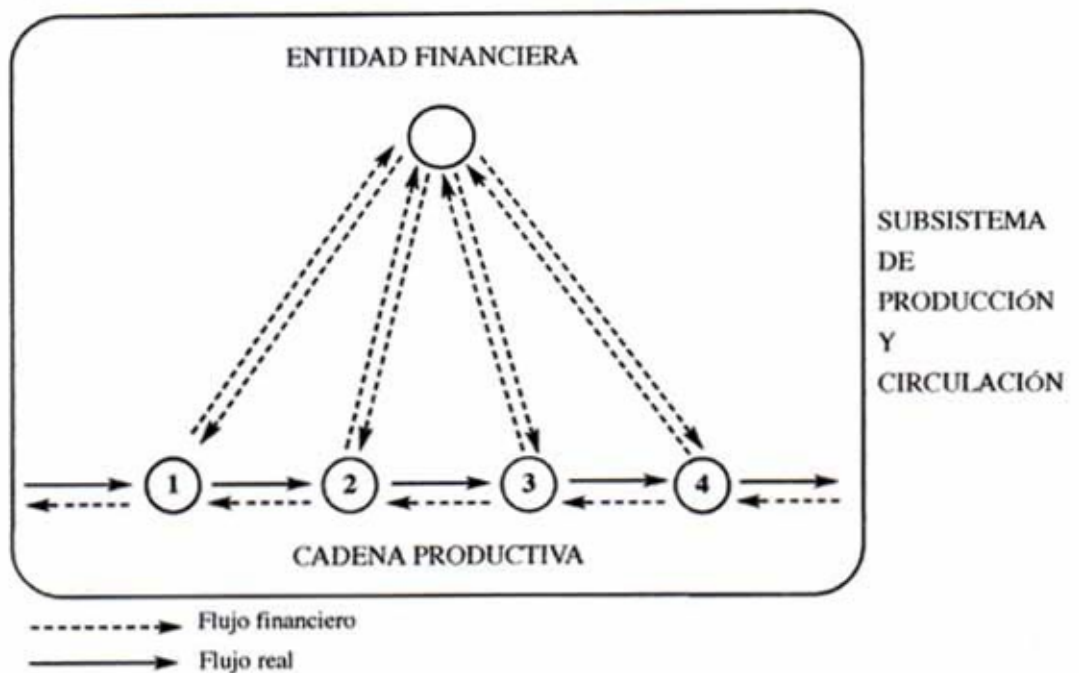 ENTIDAD FINANCIERA
SUBSISTEMA
DE
PRODUCCIÓN
Y
CIRCULACIÓN
1 2 3 4
CADENA PRODUCTIVA
Flujo financiero
Flujo real